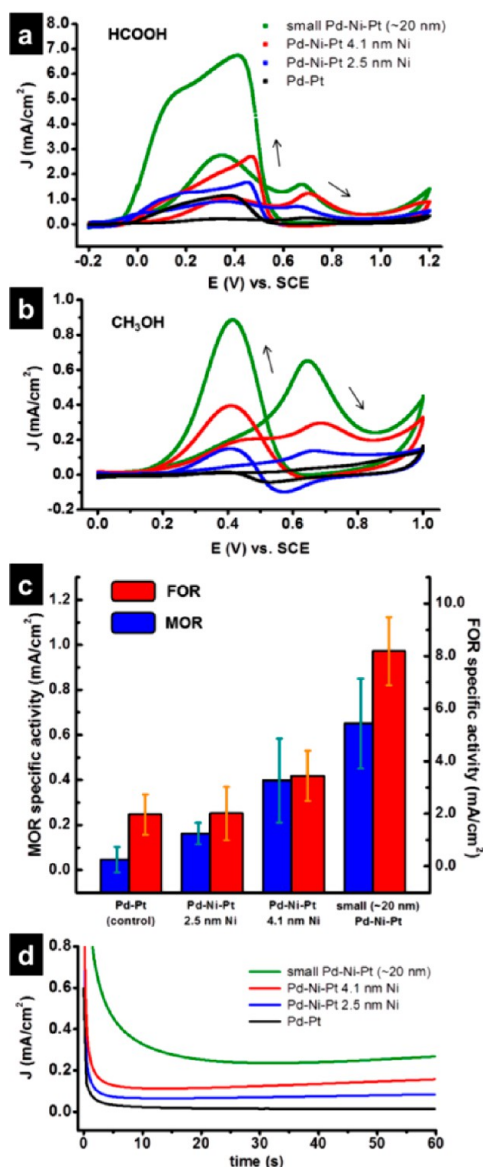 a
HCOOH
small Pd-Ni-Pt (~20 nm)
Pd-Ni-Pt 4.1 nm Ni
Pd-Ni-Pt 2.5 nm Ni
Pd-Pt
J (mA/cm²)
7.0
6.0
5.0
4.0
3.0
2.0
1.0
0.0
-0.2 0.0 0.2 0.4 0.6 0.8 1.0 1.2
E (V) vs. SCE
b
CH₃OH
J (mA/cm²)
1.0
0.8
0.6
0.4
0.2
0.0
-0.2
0.0 0.2 0.4 0.6 0.8 1.0
E (V) vs. SCE
c
FOR
MOR
MOR specific activity (mA/cm²)
1.2
1.0
0.8
0.6
0.4
0.2
0.0
FOR specific activity (mA/cm²)
10.0
8.0
6.0
4.0
2.0
0.0
Pd-Pt
(control)
Pd-Ni-Pt
2.5 nm Ni
Pd-Ni-Pt
4.1 nm Ni
small (~20 nm)
Pd-Ni-Pt
d
small Pd-Ni-Pt (~20 nm)
Pd-Ni-Pt 4.1 nm Ni
Pd-Ni-Pt 2.5 nm Ni
Pd-Pt
J (mA/cm²)
0.8
0.6
0.4
0.2
0.0
0 10 20 30 40 50 60
time (s)